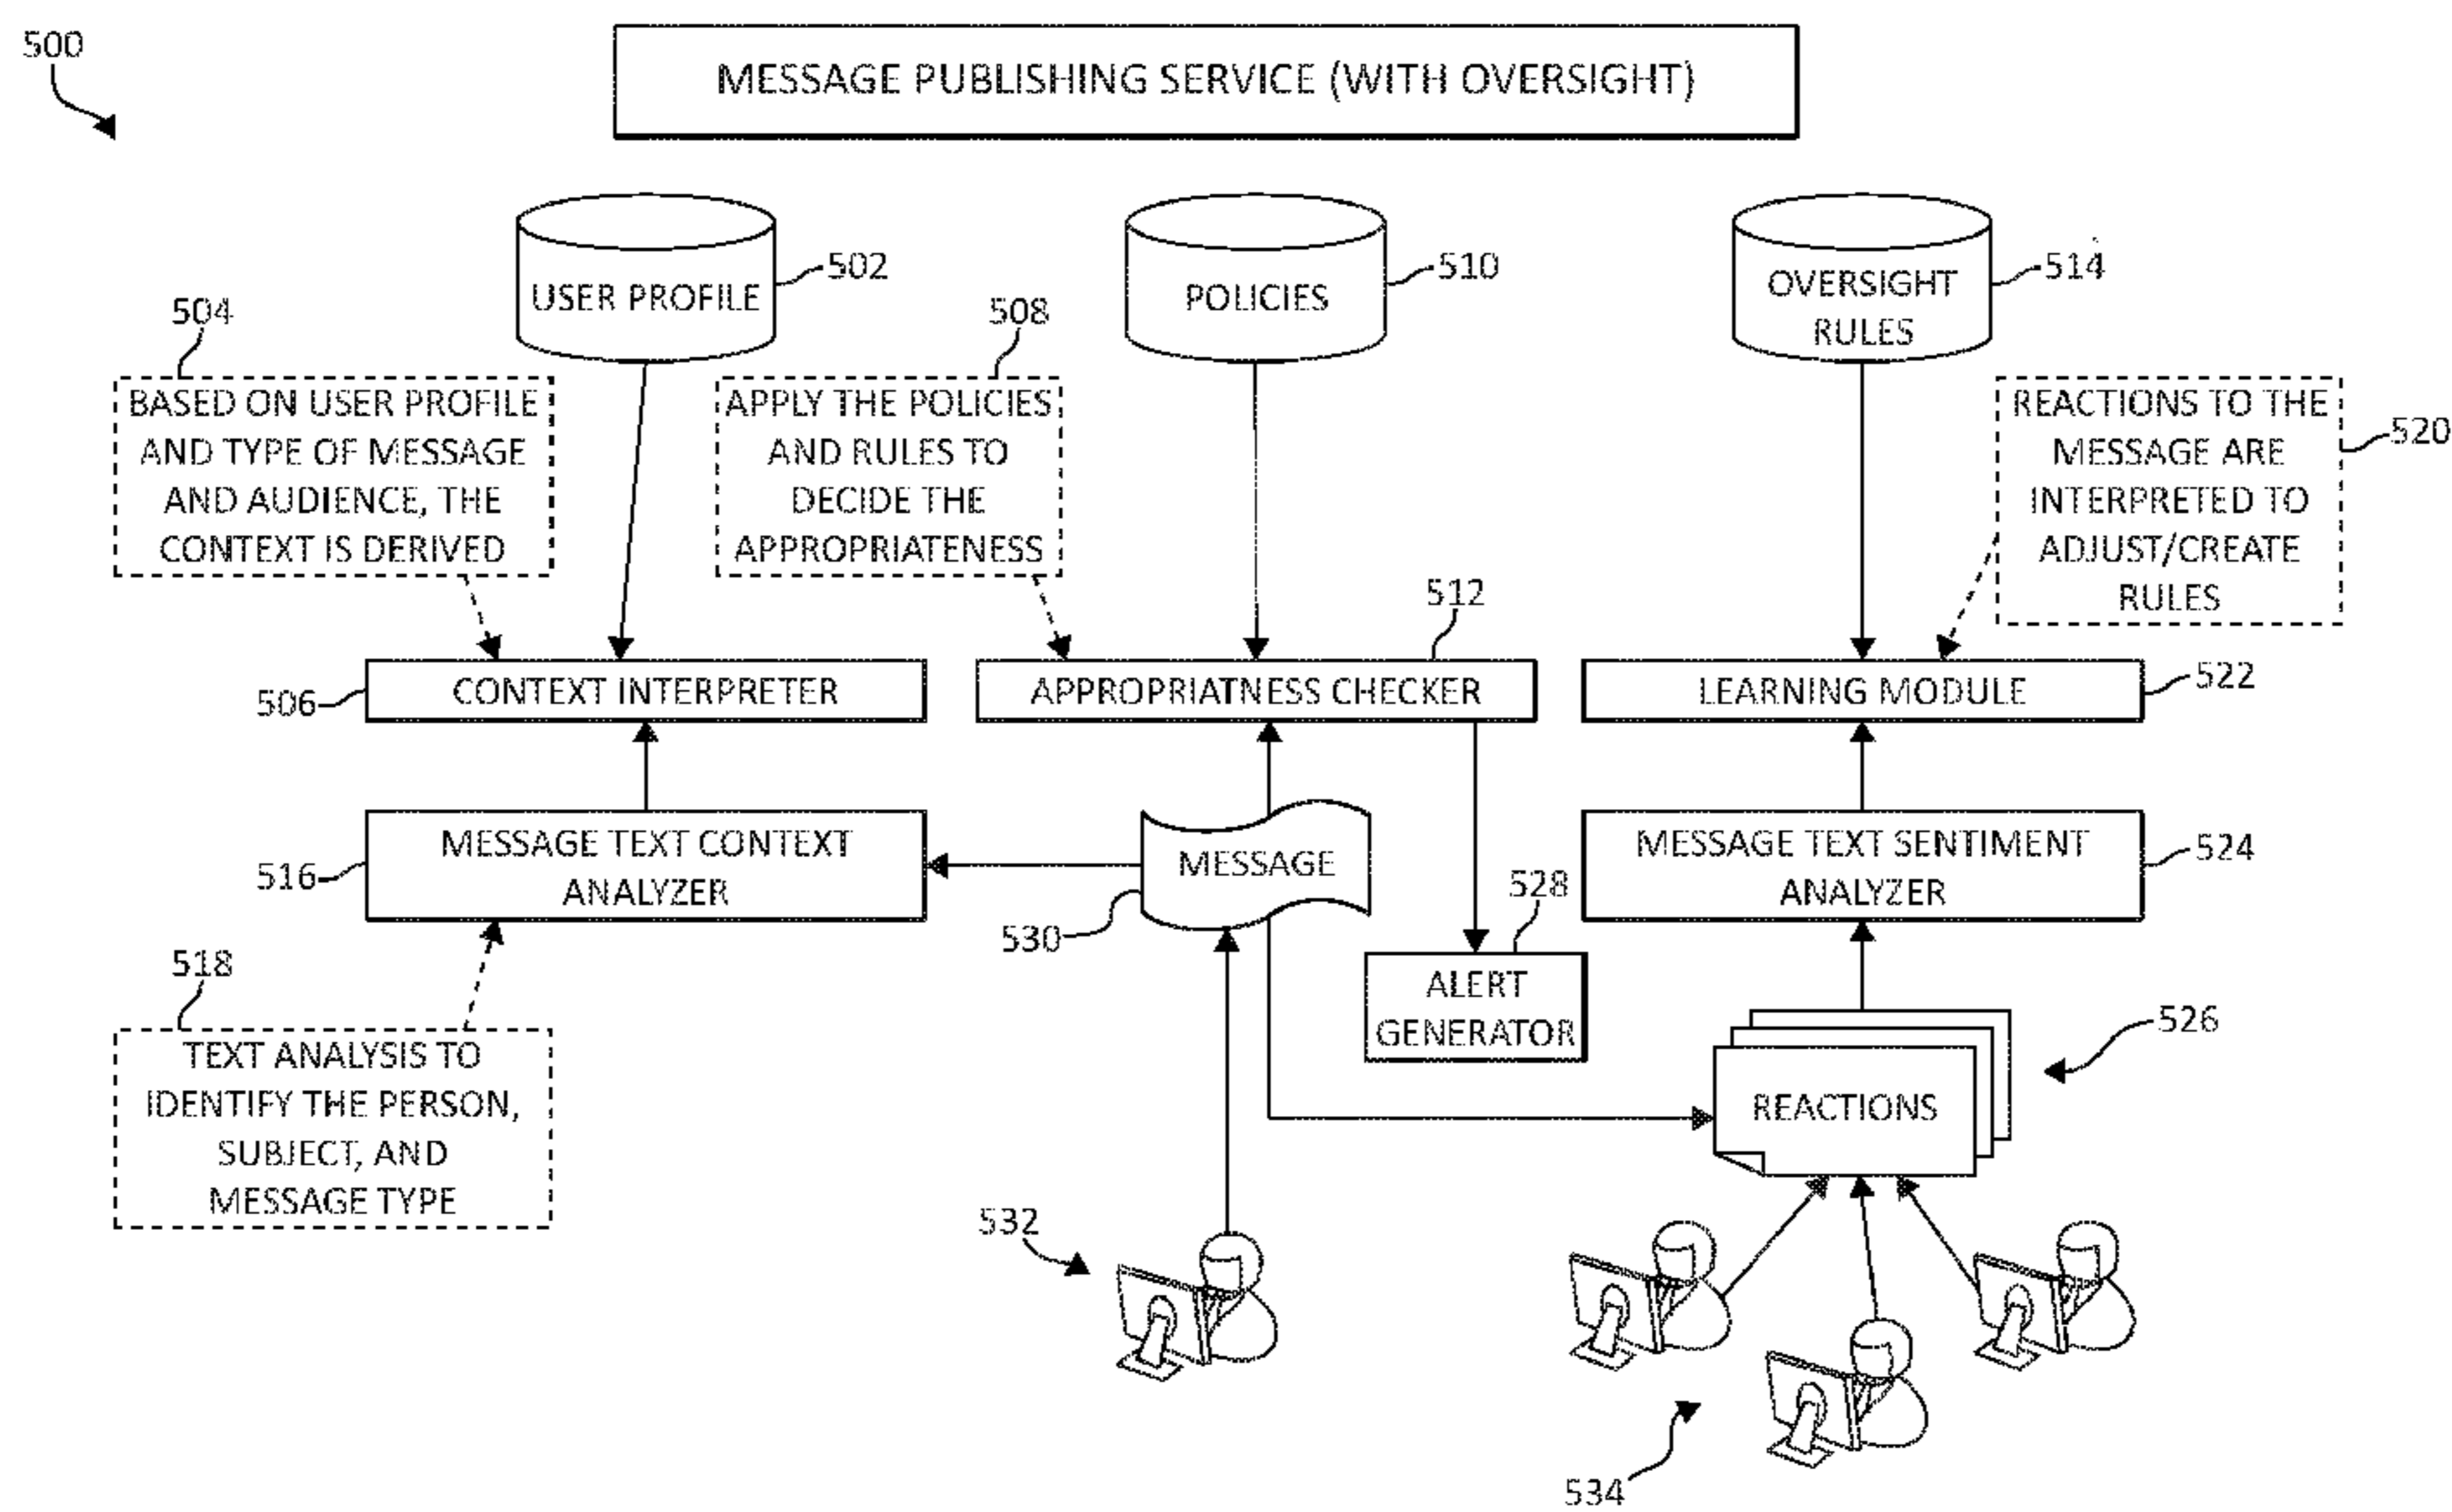 500
MESSAGE PUBLISHING SERVICE (WITH OVERSIGHT)
USER PROFILE
502
POLICIES
510
OVERSIGHT
RULES
514
504
BASED ON USER PROFILE
AND TYPE OF MESSAGE
AND AUDIENCE, THE
CONTEXT IS DERIVED
508
APPLY THE POLICIES
AND RULES TO
DECIDE THE
APPROPRIATENESS
REACTIONS TO THE
MESSAGE ARE
INTERPRETED TO
ADJUST/CREATE
RULES
520
506
CONTEXT INTERPRETER
512
APPROPRIATNESS CHECKER
LEARNING MODULE
522
516
MESSAGE TEXT CONTEXT
ANALYZER
MESSAGE
530
528
ALERT
GENERATOR
MESSAGE TEXT SENTIMENT
ANALYZER
524
518
TEXT ANALYSIS TO
IDENTIFY THE PERSON,
SUBJECT, AND
MESSAGE TYPE
REACTIONS
526
532
534